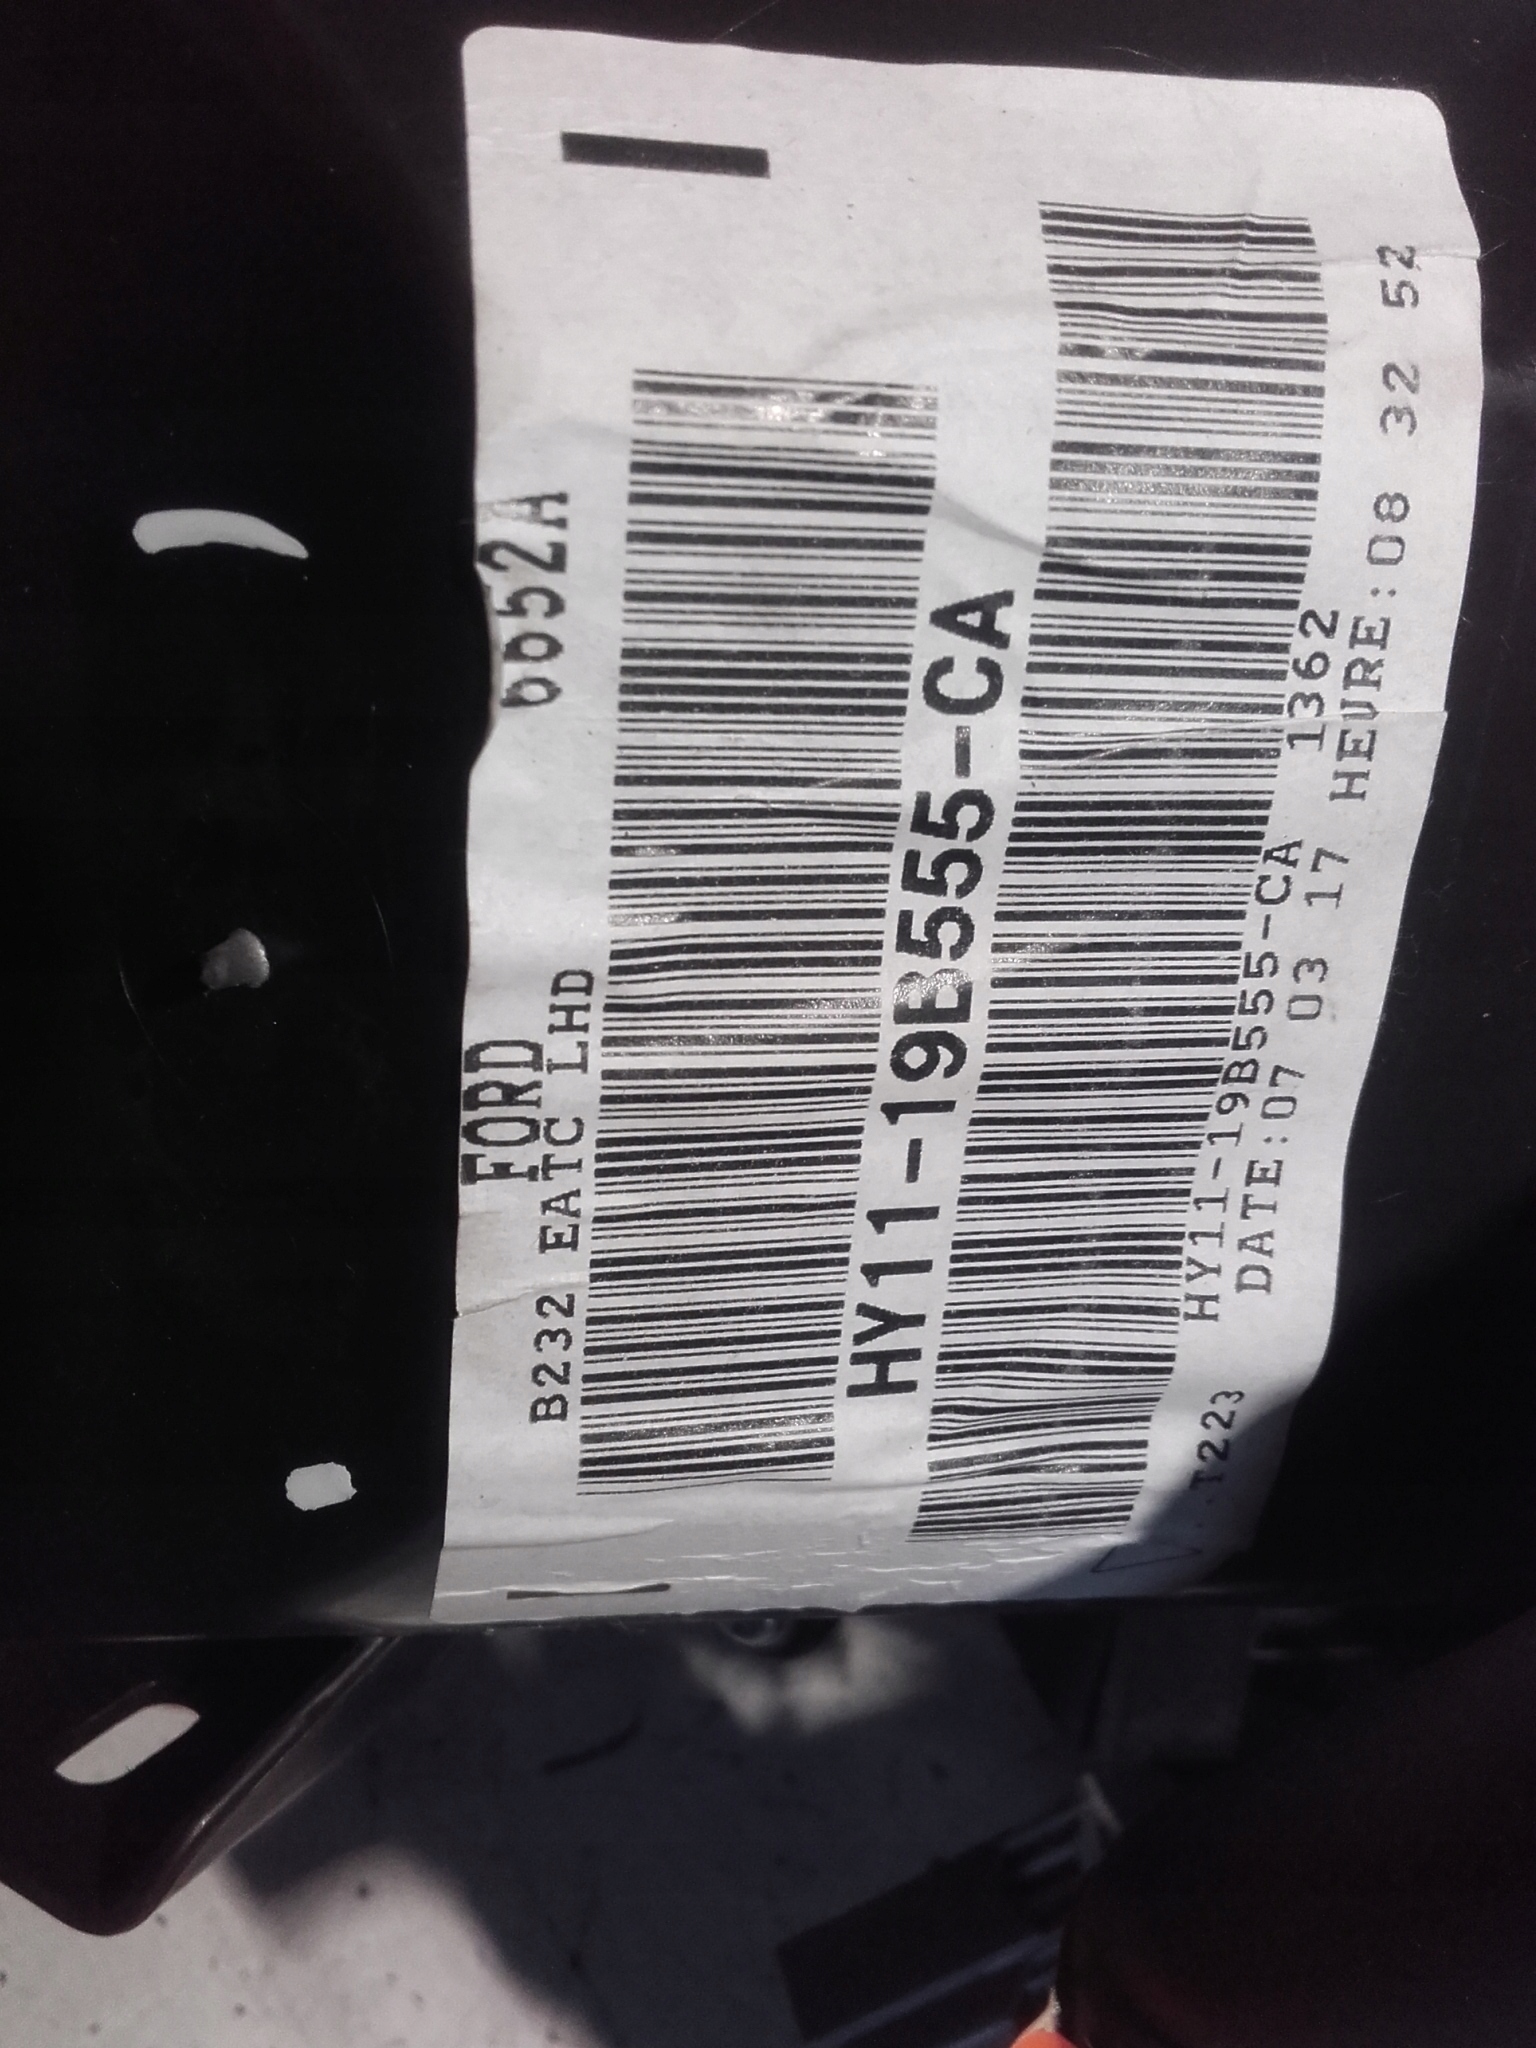 FORD 6652A
B232 EATC LHD
HY11-19B555-CA
HY11-19B555-CA 1362
T223 DATE:07 03 17 HEURE:08 32 52